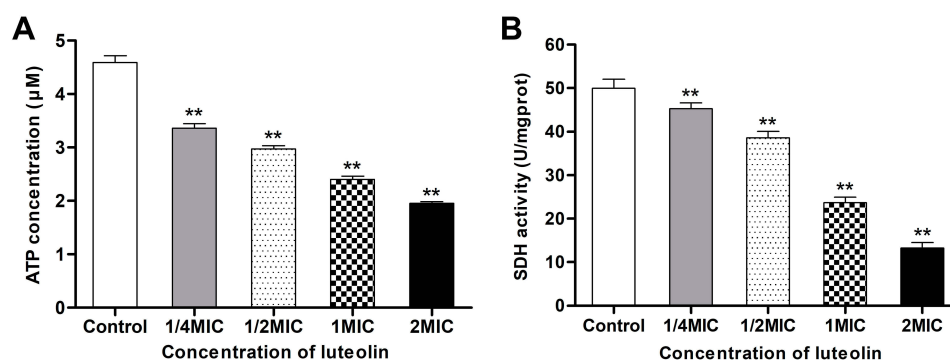 A
ATP concentration (μM)
5
4
3
2
1
0
**
**
**
**
Control 1/4MIC 1/2MIC 1MIC 2MIC
Concentration of luteolin
B
SDH activity (U/mgprot)
60
50
40
30
20
10
0
**
**
**
**
Control 1/4MIC 1/2MIC 1MIC 2MIC
Concentration of luteolin